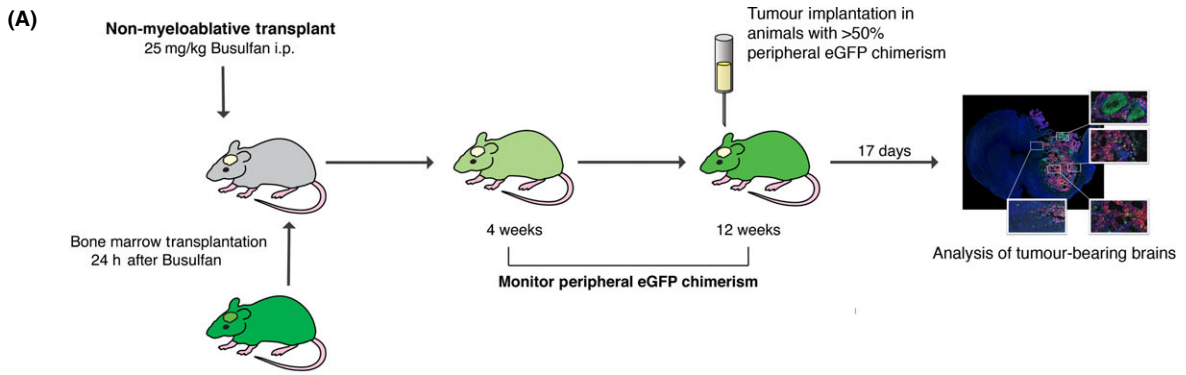 (A)
Non-myeloablative transplant
25 mg/kg Busulfan i.p.
Tumour implantation in
animals with >50%
peripheral eGFP chimerism
17 days
Bone marrow transplantation
24 h after Busulfan
4 weeks
12 weeks
Monitor peripheral eGFP chimerism
Analysis of tumour-bearing brains